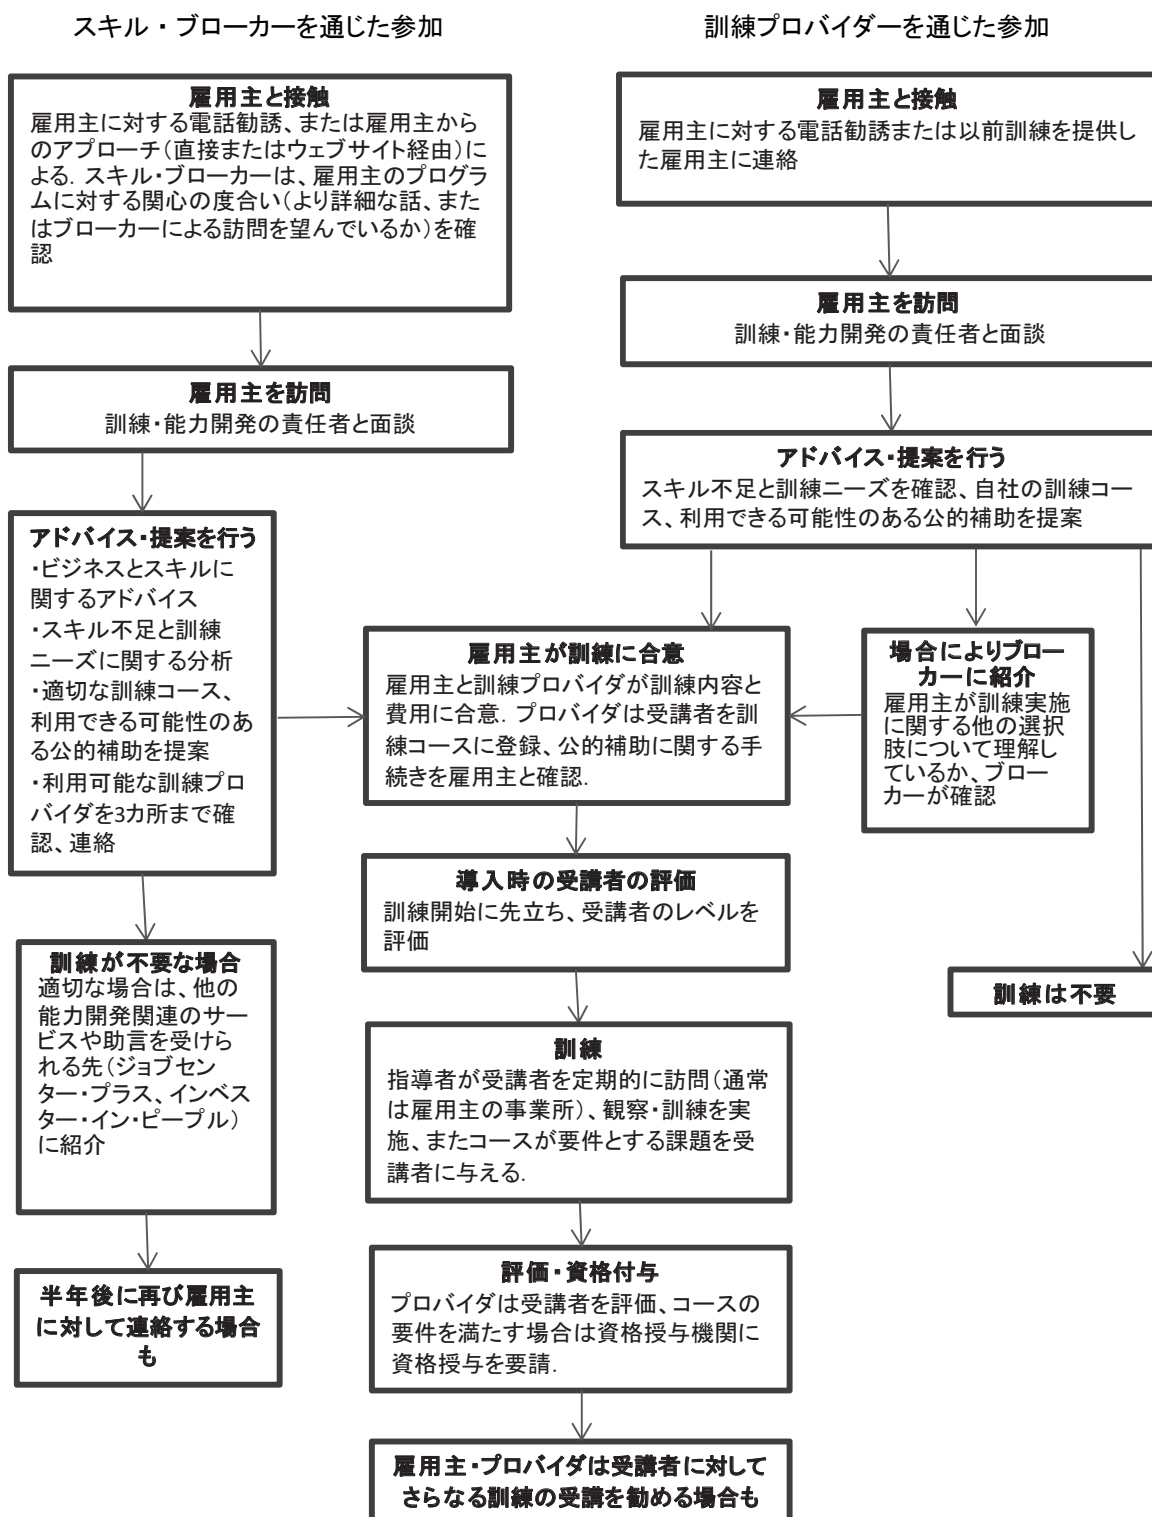 スキル・ブローカーを通じた参加
雇用主と接触
雇用主に対する電話勧誘、または雇用主から
のアプローチ（直接またはウェブサイト経由）に
よる．スキル・ブローカーは、雇用主のプログラ
ムに対する関心の度合い（より詳細な話、また
はブローカーによる訪問を望んでいるか）を確
認
雇用主を訪問
訓練・能力開発の責任者と面談
アドバイス・提案を行う
・ビジネスとスキルに
関するアドバイス
・スキル不足と訓練
ニーズに関する分析
・適切な訓練コース、
利用できる可能性のあ
る公的補助を提案
・利用可能な訓練プロ
バイダを3カ所まで確
認、連絡
訓練が不要な場合
適切な場合は、他の
能力開発関連のサー
ビスや助言を受けら
れる先（ジョブセン
ター・プラス、インベス
ター・イン・ピープル）
に紹介
半年後に再び雇用主
に対して連絡する場合
も
訓練プロバイダーを通じた参加
雇用主と接触
雇用主に対する電話勧誘または以前訓練を提供し
た雇用主に連絡
雇用主を訪問
訓練・能力開発の責任者と面談
アドバイス・提案を行う
スキル不足と訓練ニーズを確認、自社の訓練コー
ス、利用できる可能性のある公的補助を提案
雇用主が訓練に合意
雇用主と訓練プロバイダが訓練内容と
費用に合意．プロバイダは受講者を訓
練コースに登録、公的補助に関する手
続きを雇用主と確認．
場合によりブロー
カーに紹介
雇用主が訓練実施
に関する他の選択
肢について理解し
ているか、ブロー
カーが確認
導入時の受講者の評価
訓練開始に先立ち、受講者のレベルを
評価
訓練は不要
訓練
指導者が受講者を定期的に訪問（通常
は雇用主の事業所）、観察・訓練を実
施、またコースが要件とする課題を受
講者に与える．
評価・資格付与
プロバイダは受講者を評価、コースの
要件を満たす場合は資格授与機関に
資格授与を要請．
雇用主・プロバイダは受講者に対して
さらなる訓練の受講を勧める場合も